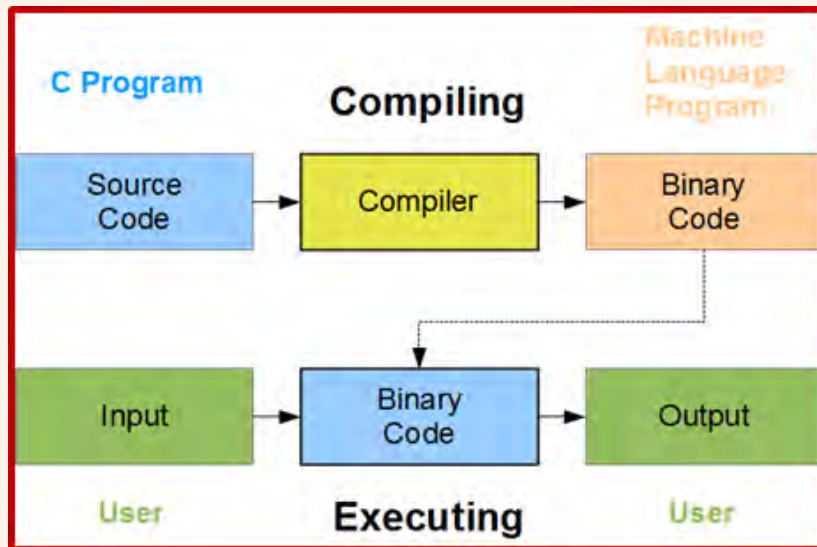 Machine
C Program
Language
Compiling
Program
Source
Code
Compiler
Binary
Code
Input
Binary
Code
Output
User
Executing
User